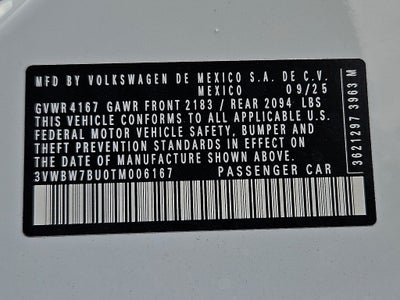 MFD BY VOLKSWAGEN DE MEXICO S.A. DE C.V.
MEXICO 09/25
GVWR 4167 GAWR FRONT 2183 / REAR 2094 LBS
THIS VEHICLE CONFORMS TO ALL APPLICABLE U.S.
FEDERAL MOTOR VEHICLE SAFETY, BUMPER AND
THEFT PREVENTION STANDARDS IN EFFECT ON
THE DATE OF MANUFACTURE SHOWN ABOVE.
3VWBW7BU0TM006167 PASSENGER CAR
3621297 3963 M